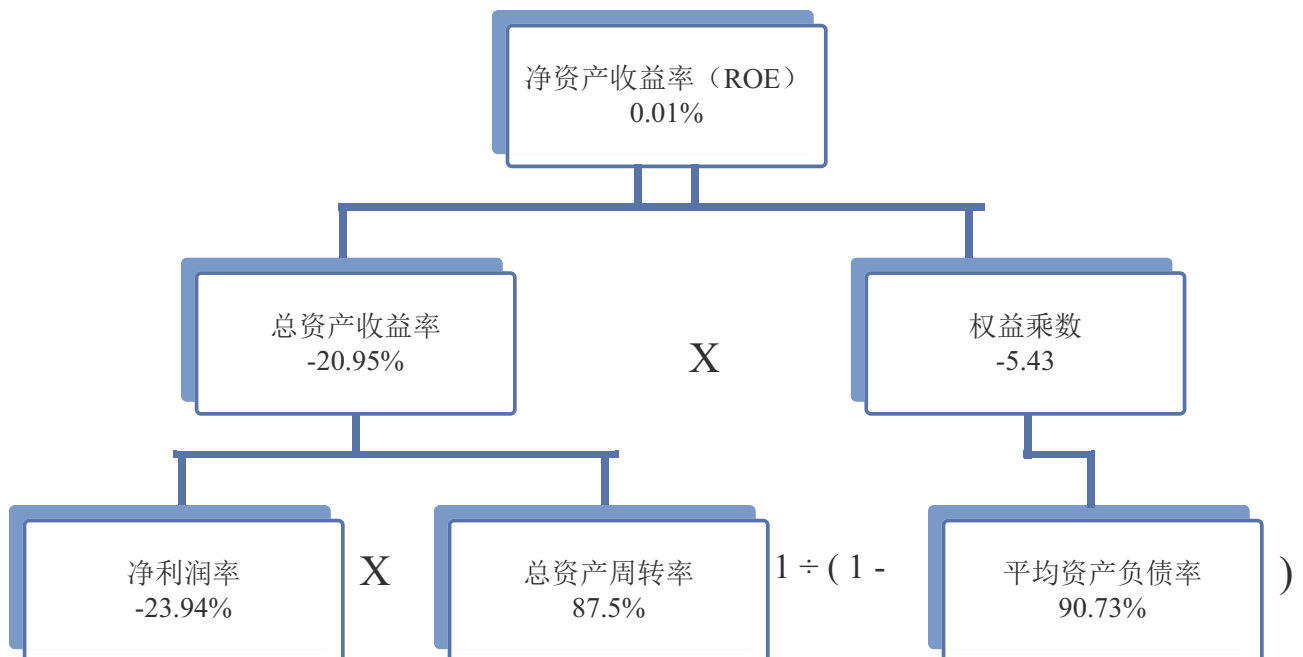 净资产收益率（ROE）
0.01%
总资产收益率
-20.95%
X
权益乘数
-5.43
净利润率
-23.94%
X
总资产周转率
87.5%
1 ÷ ( 1 -
平均资产负债率
90.73%
)